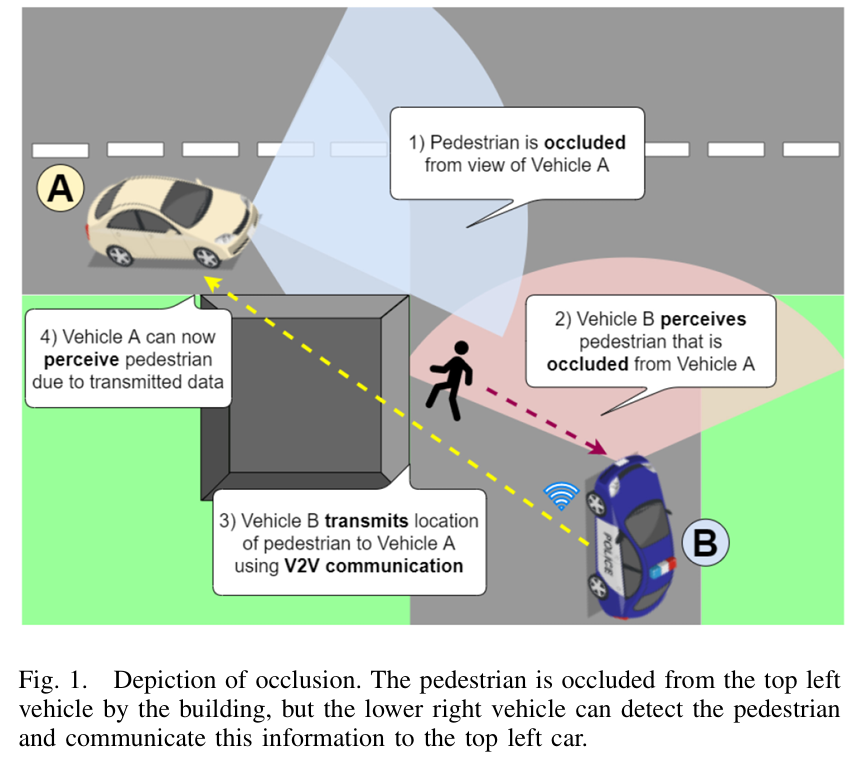 1) Pedestrian is occluded
from view of Vehicle A
A
2) Vehicle B perceives
pedestrian that is
occluded from Vehicle A
4) Vehicle A can now
perceive pedestrian
due to transmitted data
3) Vehicle B transmits location
of pedestrian to Vehicle A
using V2V communication
POLICE
B
Fig. 1. Depiction of occlusion. The pedestrian is occluded from the top left
vehicle by the building, but the lower right vehicle can detect the pedestrian
and communicate this information to the top left car.